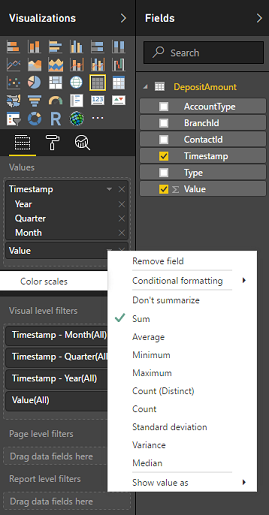 Visualizations
Fields
Search
DepositAmount
AccountType
BranchId
ContactId
Timestamp
Type
Σ Value
R
123
...
Values
Timestamp
Year
Quarter
Month
Value
Color scales
Remove field
Conditional formatting
Don't summarize
Sum
Average
Minimum
Maximum
Count (Distinct)
Count
Standard deviation
Variance
Median
Show value as
Visual level filters
Timestamp - Month(All)
Timestamp - Quarter(All)
Timestamp - Year(All)
Value(All)
Page level filters
Drag data fields here
Report level filters
Drag data fields here